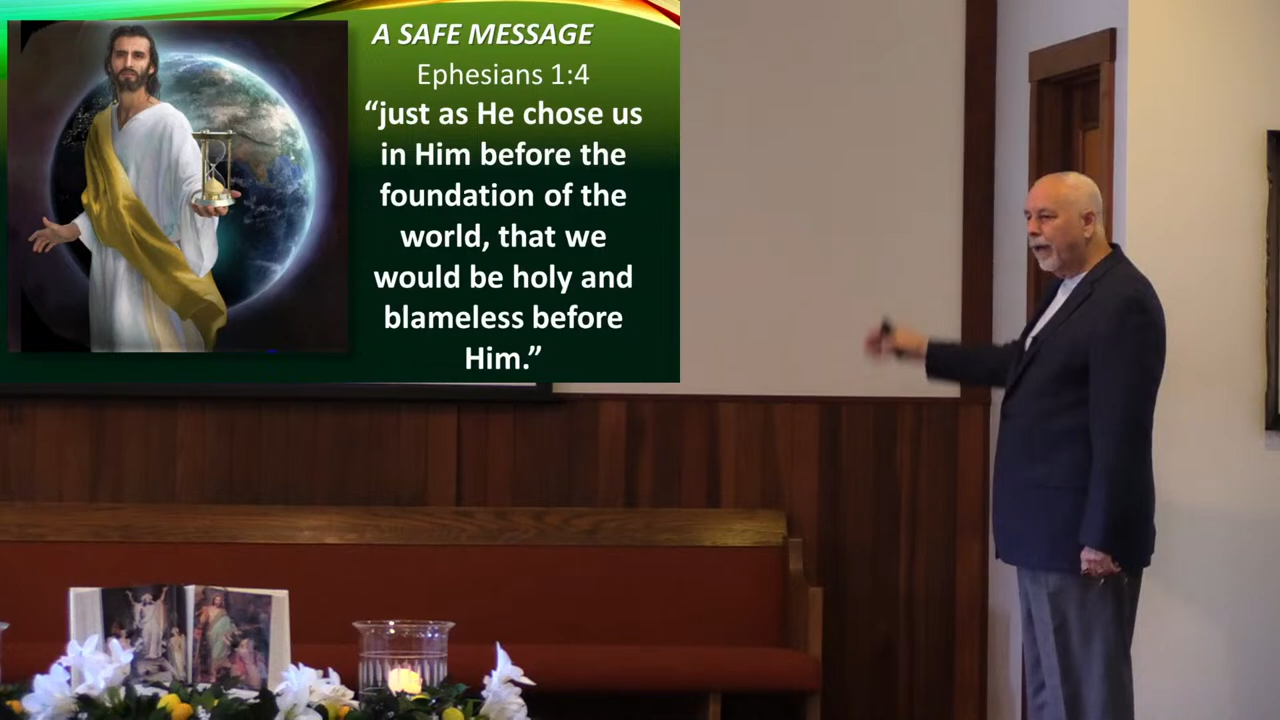 A SAFE MESSAGE
Ephesians 1:4
“just as He chose us
in Him before the
foundation of the
world, that we
would be holy and
blameless before
Him.”